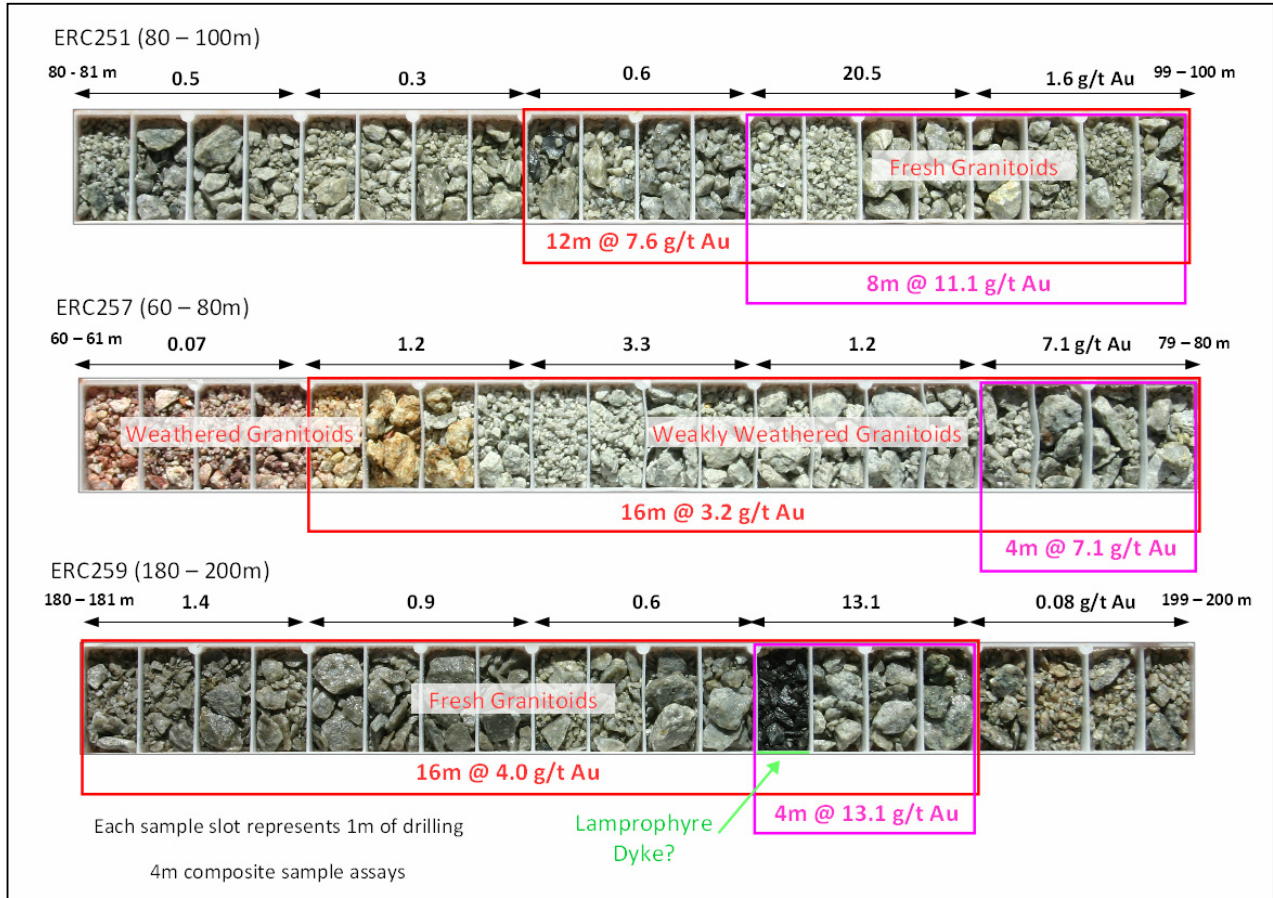 ERC251 (80 – 100m)
80 - 81 m 0.5 0.3 0.6 20.5 1.6 g/t Au 99 – 100 m
Fresh Granitoids
12m @ 7.6 g/t Au
8m @ 11.1 g/t Au
ERC257 (60 – 80m)
60 – 61 m 0.07 1.2 3.3 1.2 7.1 g/t Au 79 – 80 m
Weathered Granitoids Weakly Weathered Granitoids
16m @ 3.2 g/t Au
4m @ 7.1 g/t Au
ERC259 (180 – 200m)
180 – 181 m 1.4 0.9 0.6 13.1 0.08 g/t Au 199 – 200 m
Fresh Granitoids
16m @ 4.0 g/t Au
4m @ 13.1 g/t Au
Each sample slot represents 1m of drilling
Lamprophyre
Dyke?
4m composite sample assays